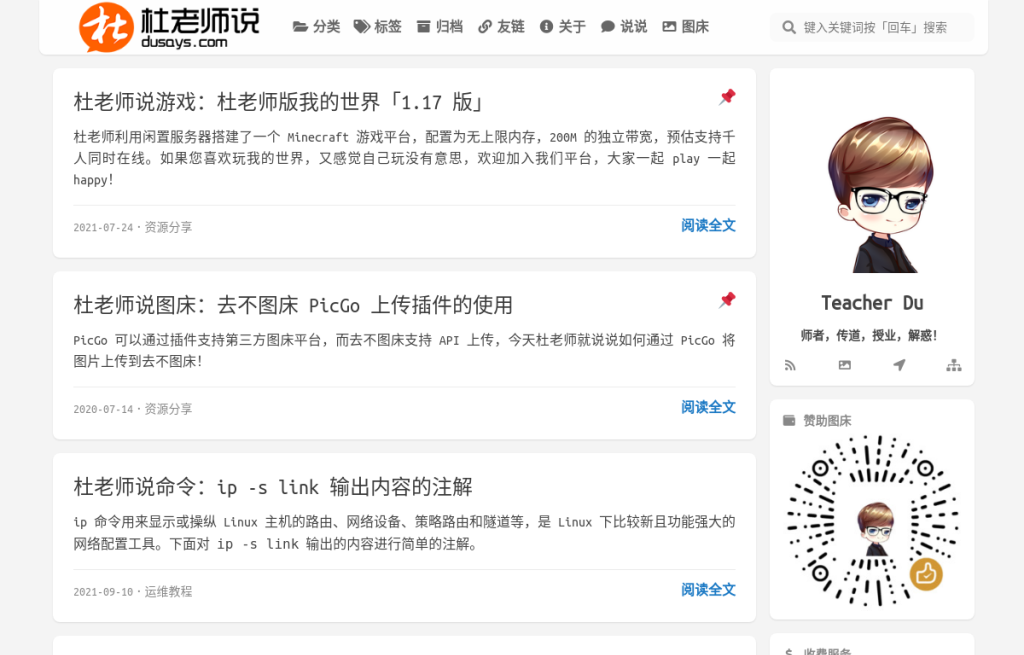 杜老师说
dusays.com
分类 标签 归档 友链 关于 说说 图床
键入关键词按「回车」搜索
杜老师说游戏：杜老师版我的世界「1.17 版」
杜老师利用闲置服务器搭建了一个 Minecraft 游戏平台，配置为无上限内存，200M 的独立带宽，预估支持千
人同时在线。如果您喜欢玩我的世界，又感觉自己玩没有意思，欢迎加入我们平台，大家一起 play 一起
happy！
2021-07-24 · 资源分享
阅读全文
杜老师说图床：去不图床 PicGo 上传插件的使用
PicGo 可以通过插件支持第三方图床平台，而去不图床支持 API 上传，今天杜老师就说说如何通过 PicGo 将
图片上传到去不图床！
2020-07-14 · 资源分享
阅读全文
杜老师说命令：ip -s link 输出内容的注解
ip 命令用来显示或操纵 Linux 主机的路由、网络设备、策略路由和隧道等，是 Linux 下比较新且功能强大的
网络配置工具。下面对 ip -s link 输出的内容进行简单的注解。
2021-09-10 · 运维教程
阅读全文
Teacher Du
师者，传道，授业，解惑！
赞助图床
收费服务